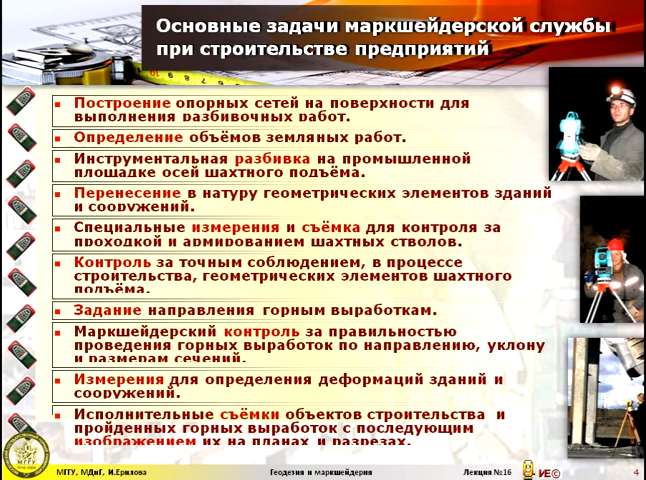 Основные задачи маркшейдерской службы
при строительстве предприятий
Построение опорных сетей на поверхности для
выполнения разбивочных работ.
Определение объёмов земляных работ.
Инструментальная разбивка на промышленной
площадке осей шахтного подъёма.
Перенесение в натуру геометрических элементов зданий
и сооружений.
Специальные измерения и съёмка для контроля за
проходкой и армированием шахтных стволов.
Контроль за точным соблюдением, в процессе
строительства, геометрических элементов шахтного
подъёма.
Задание направления горным выработкам.
Маркшейдерский контроль за правильностью
проведения горных выработок по направлению, уклону
и размерам сечений.
Измерения для определения деформаций зданий и
сооружений.
Исполнительные съёмки объектов строительства и
пройденных горных выработок с последующим
изображением их на планах и разрезах.
МГГУ
МГГУ, МДиГ, И.Ерилова Геодезия и маркшейдерия Лекция №16 -ИЕ© 4